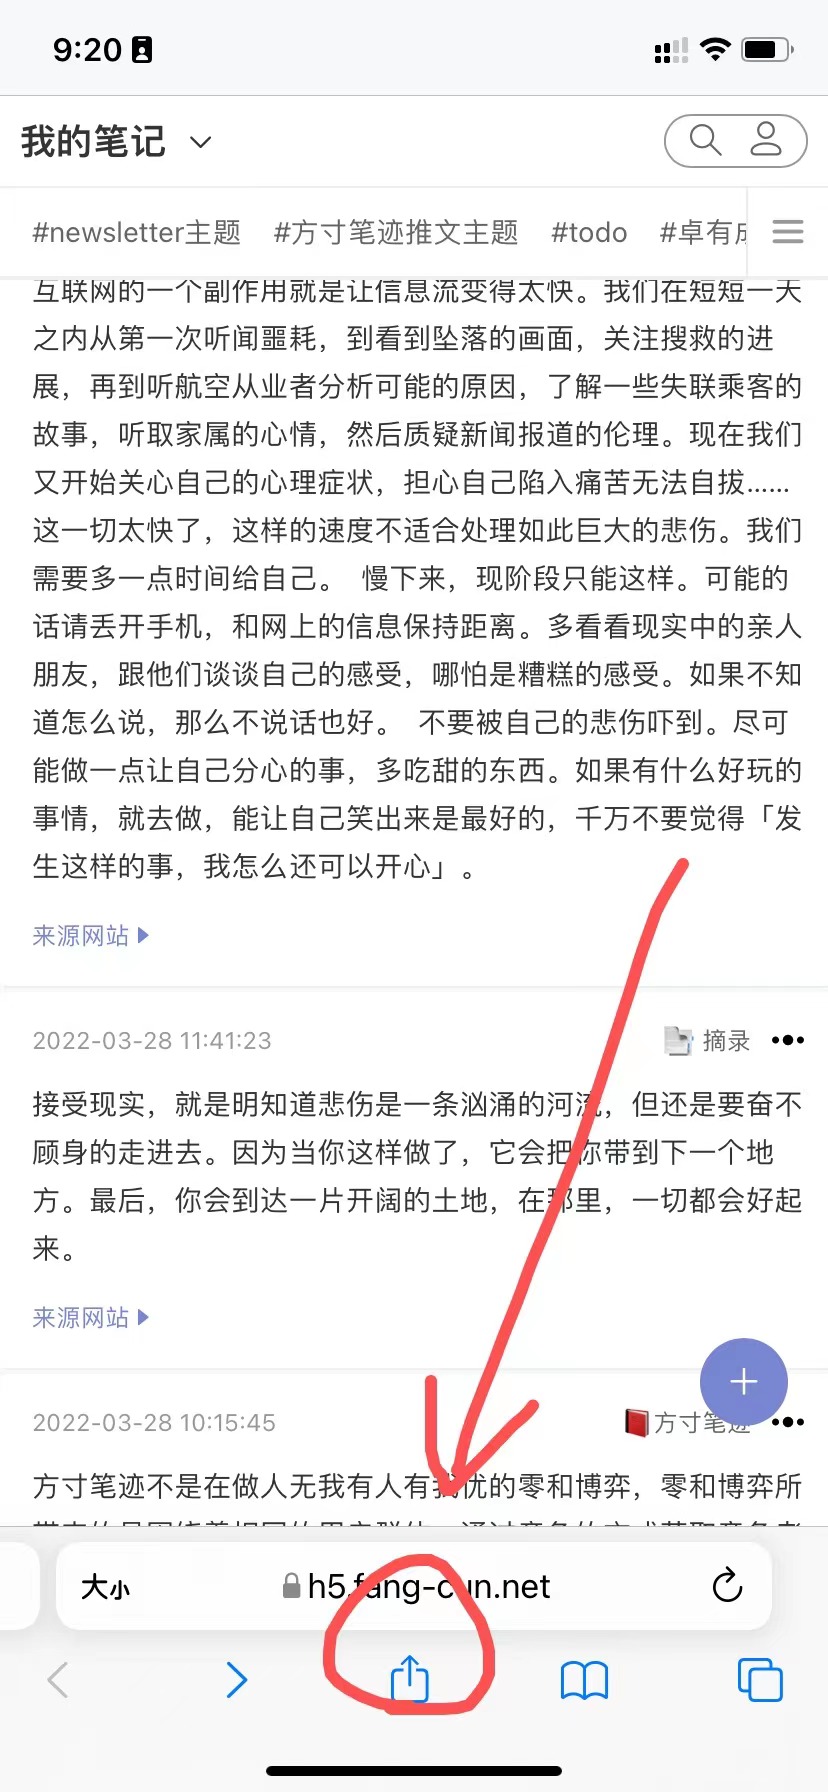 9:20
我的笔记
#newsletter主题 #方寸笔迹推文主题 #todo #卓有成
互联网的一个副作用就是让信息流变得太快。我们在短短一天
之内从第一次听闻噩耗，到看到坠落的画面，关注搜救的进
展，再到听航空从业者分析可能的原因，了解一些失联乘客的
故事，听取家属的心情，然后质疑新闻报道的伦理。现在我们
又开始关心自己的心理症状，担心自己陷入痛苦无法自拔……
这一切太快了，这样的速度不适合处理如此巨大的悲伤。我们
需要多一点时间给自己。 慢下来，现阶段只能这样。可能的
话请丢开手机，和网上的信息保持距离。多看看现实中的亲人
朋友，跟他们谈谈自己的感受，哪怕是糟糕的感受。如果不知
道怎么说，那么不说话也好。 不要被自己的悲伤吓到。尽可
能做一点让自己分心的事，多吃甜的东西。如果有什么好玩的
事情，就去做，能让自己笑出来是最好的，千万不要觉得「发
生这样的事，我怎么还可以开心」。
来源网站
2022-03-28 11:41:23 摘录
接受现实，就是明知道悲伤是一条汹涌的河流，但还是要奋不
顾身的走进去。因为当你这样做了，它会把你带到下一个地
方。最后，你会到达一片开阔的土地，在那里，一切都会好起
来。
来源网站
2022-03-28 10:15:45 方寸笔迹
方寸笔迹不是在做人无我有人有我优的零和博弈，零和博弈所
大小 h5.fang-cun.net